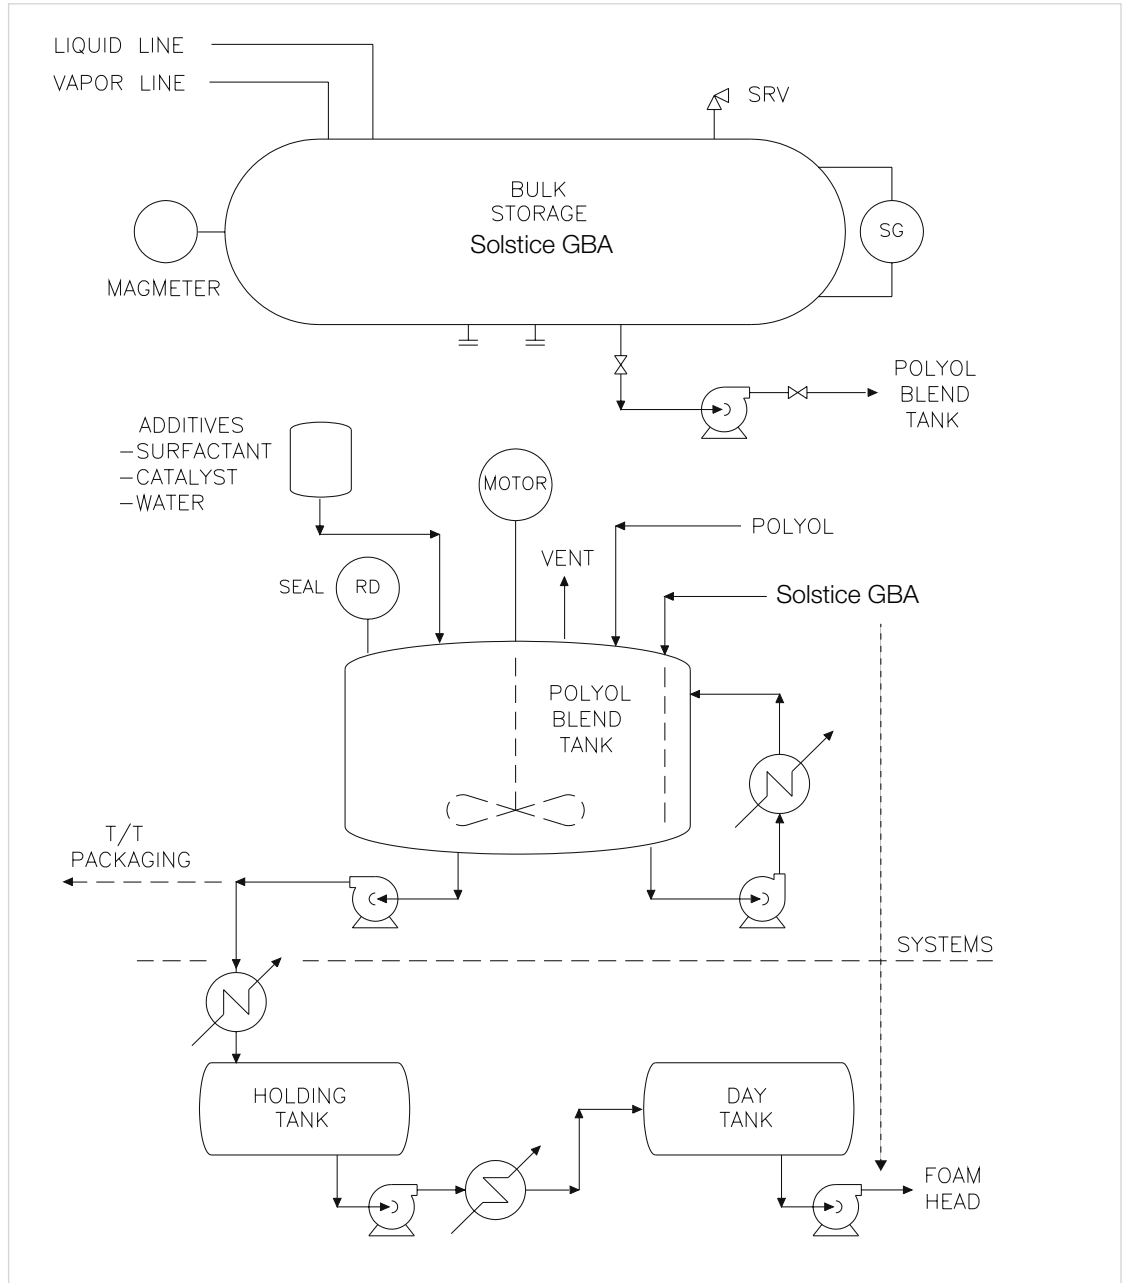 LIQUID LINE
VAPOR LINE
SRV
BULK
STORAGE
Solstice GBA
SG
MAGMETER
POLYOL
BLEND
TANK
ADDITIVES
-SURFACTANT
-CATALYST
-WATER
MOTOR
POLYOL
VENT
SEAL
RD
Solstice GBA
POLYOL
BLEND
TANK
T/T
PACKAGING
SYSTEMS
HOLDING
TANK
DAY
TANK
FOAM
HEAD